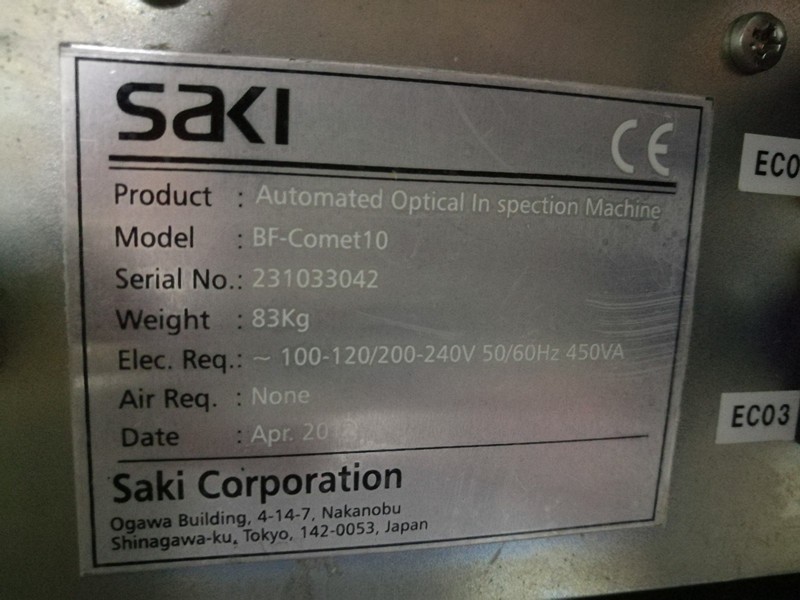 SAKI
CE
Product : Automated Optical In spection Machine
Model : BF-Comet10
Serial No.: 231033042
Weight : 83Kg
Elec. Req.: ~ 100-120/200-240V 50/60Hz 450VA
Air Req. : None
Date : Apr.
Saki Corporation
Ogawa Building, 4-14-7, Nakanobu
Shinagawa-ku, Tokyo, 142-0053, Japan
ECO3